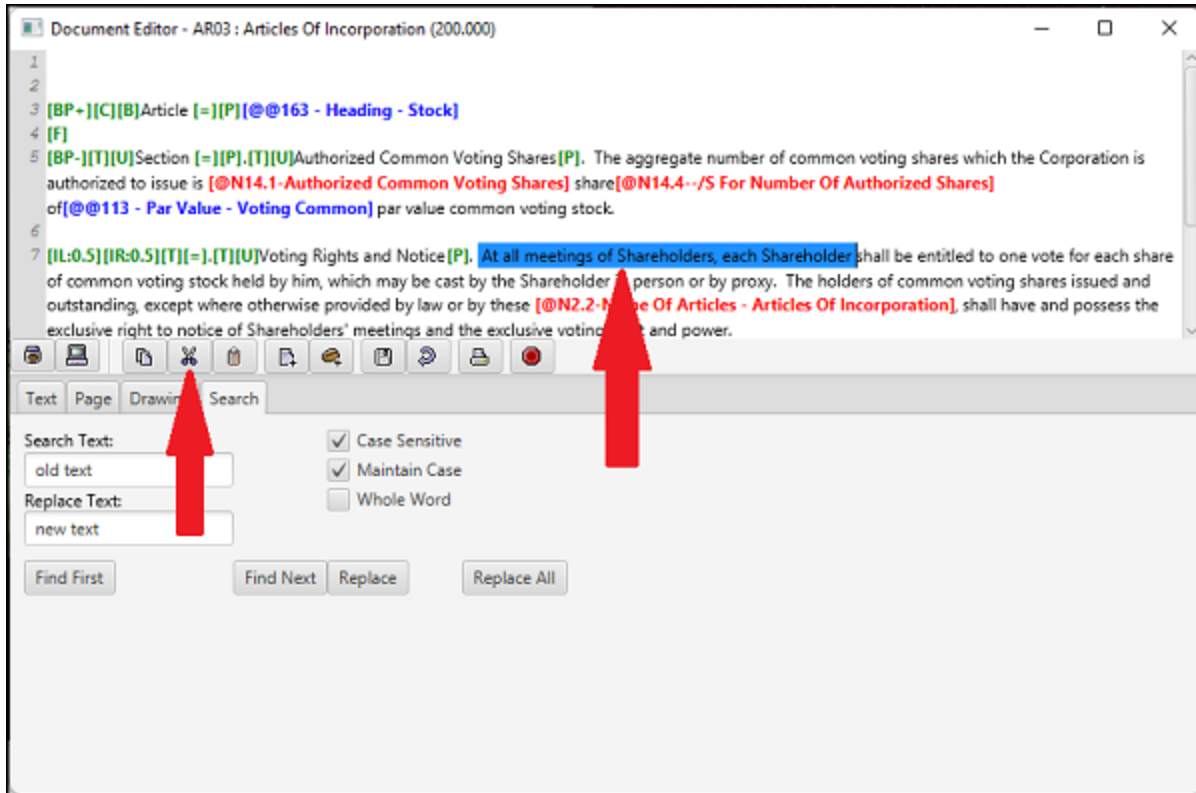 Document Editor - AR03 : Articles Of Incorporation (200.000)
1
2
3 [BP+][C][B]Article [=][P][@@163 - Heading - Stock]
4 [F]
5 [BP-][T][U]Section [=][P].[T][U]Authorized Common Voting Shares[P].  The aggregate number of common voting shares which the Corporation is
authorized to issue is [@N14.1-Authorized Common Voting Shares] share[@N14.4--/S For Number Of Authorized Shares]
of[@@113 - Par Value - Voting Common] par value common voting stock.
6
7 [IL:0.5][IR:0.5][T][=].[T][U]Voting Rights and Notice[P].  At all meetings of Shareholders, each Shareholder shall be entitled to one vote for each share
of common voting stock held by him, which may be cast by the Shareholder person or by proxy.  The holders of common voting shares issued and
outstanding, except where otherwise provided by law or by these [@N2.2-N e Of Articles - Articles Of Incorporation], shall have and possess the
exclusive right to notice of Shareholders' meetings and the exclusive voting t and power.
Text Page Drawin Search
Search Text:
old text
Replace Text:
new text
Case Sensitive
Maintain Case
Whole Word
Find First Find Next Replace Replace All